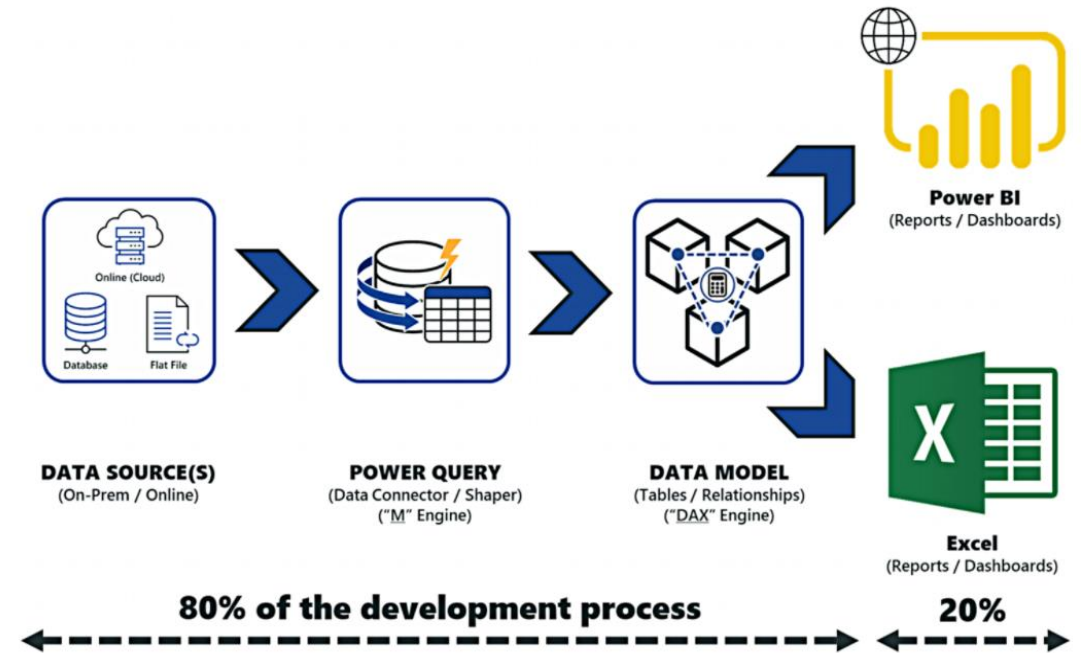 Online (Cloud)
Database
Flat File
DATA SOURCE(S)
(On-Prem / Online)
POWER QUERY
(Data Connector / Shaper)
("M" Engine)
DATA MODEL
(Tables / Relationships)
("DAX" Engine)
Power BI
(Reports / Dashboards)
X
Excel
(Reports / Dashboards)
80% of the development process
20%